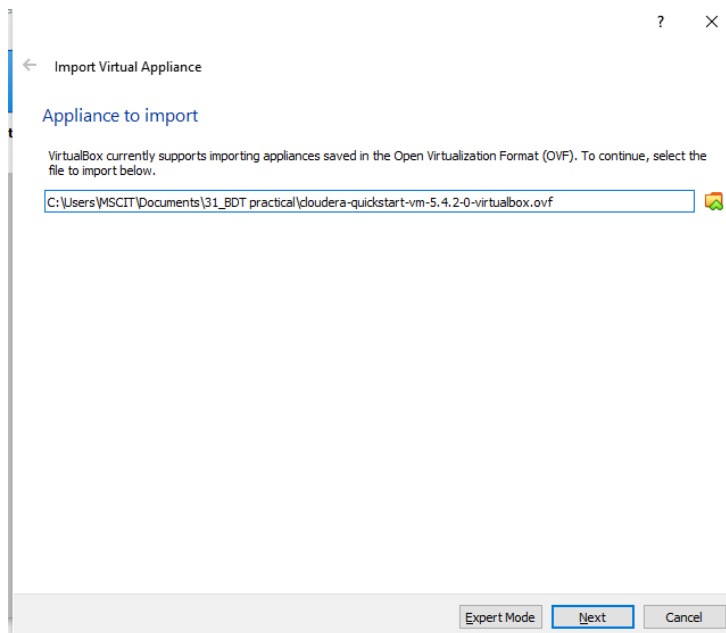 ?
Import Virtual Appliance
Appliance to import
VirtualBox currently supports importing appliances saved in the Open Virtualization Format (OVF). To continue, select the
file to import below.
C:\Users\MSCIT\Documents\31_BDT practical\cloudera-quickstart-vm-5.4.2-0-virtualbox.ovf
Expert Mode Next Cancel